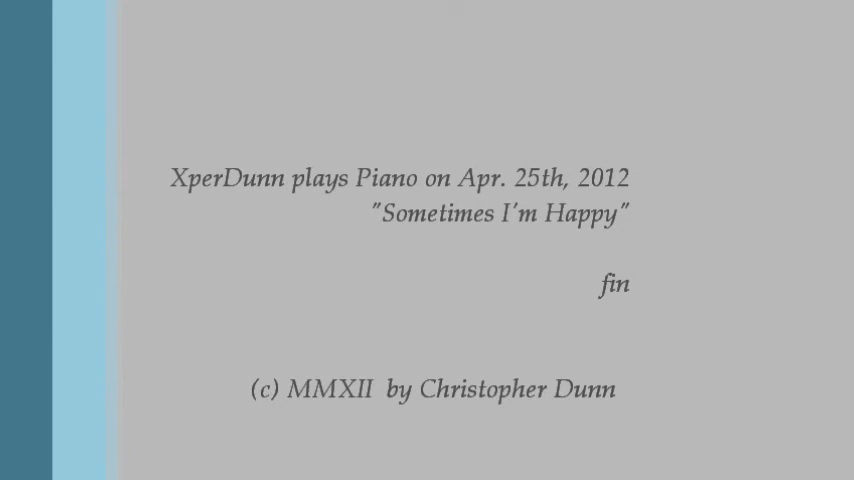 XperDunn plays Piano on Apr. 25th, 2012
"Sometimes I'm Happy"
fin
(c) MMXII by Christopher Dunn